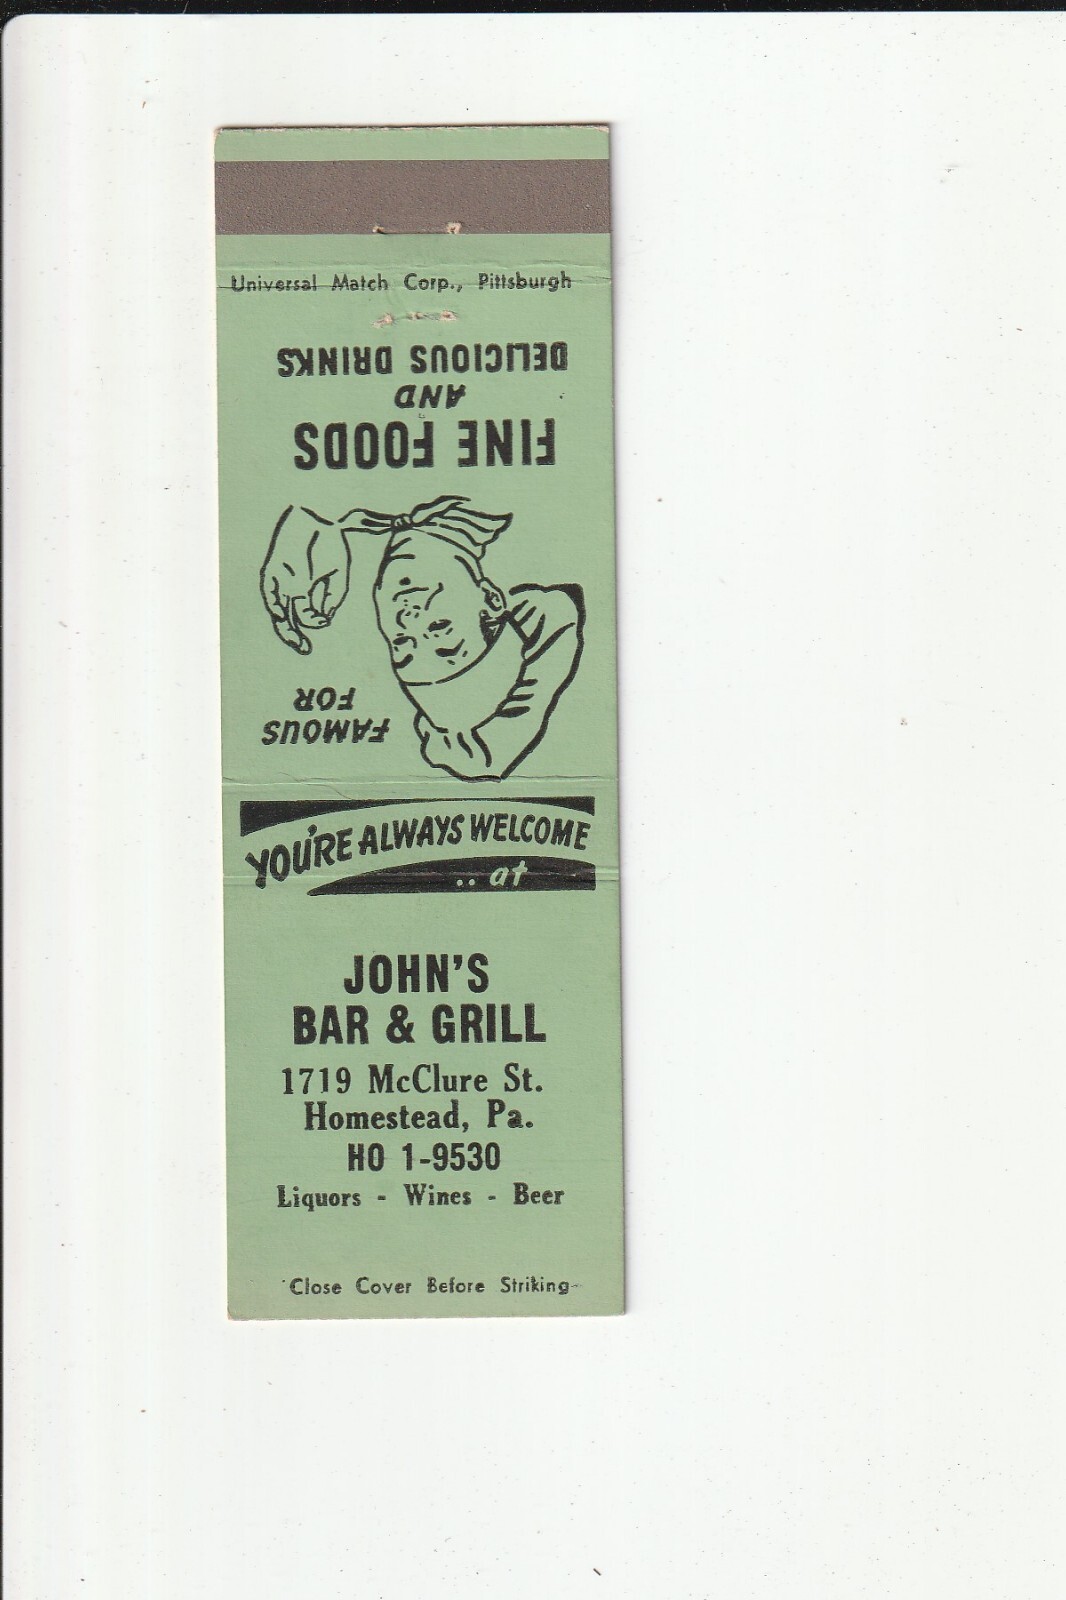 Universal Match Corp., Pittsburgh
FAMOUS
FOR
FINE FOODS
AND
DELICIOUS DRINKS
YOU'RE ALWAYS WELCOME
.. at
JOHN'S
BAR & GRILL
1719 McClure St.
Homestead, Pa.
HO 1-9530
Liquors - Wines - Beer
Close Cover Before Striking